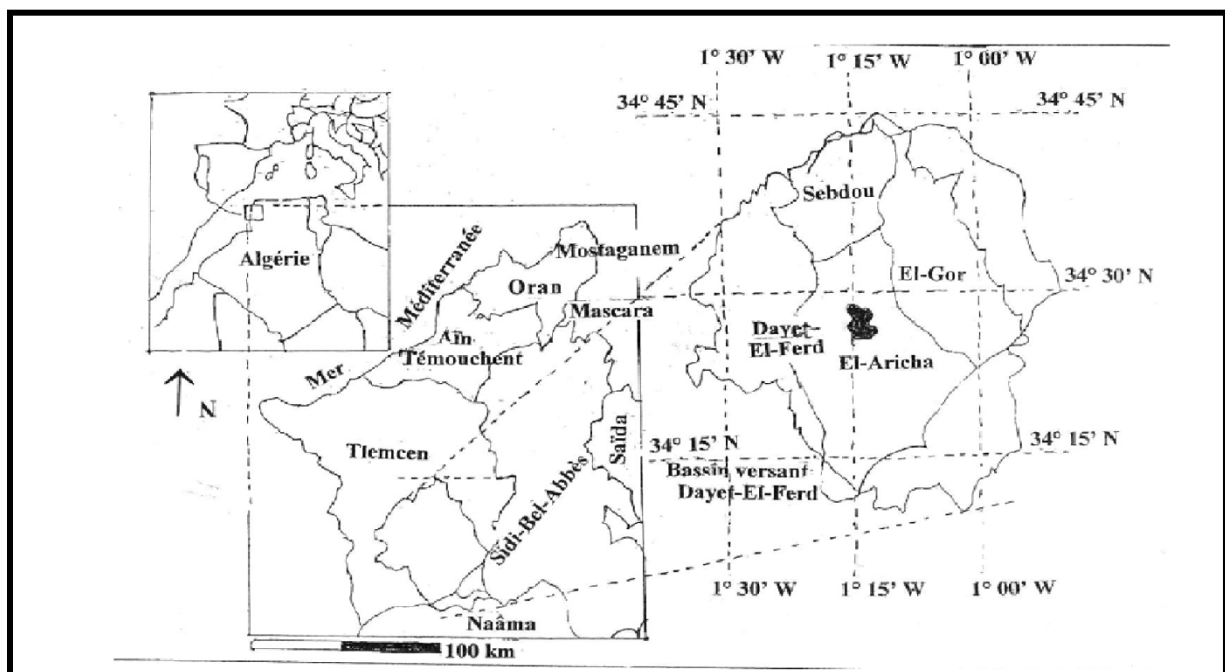 1° 30' W
1° 15' W
1° 00' W
34° 45' N
34° 45' N
Sebdou
Algérie
Mer Méditerranée
Mostaganem
Oran
El-Gor
34° 30' N
Mascara
Dayet-
El-Ferd
Aïn
Témouchent
El-Aricha
N
Tlemcen
Saïda
34° 15' N
34° 15' N
Bassin versant
Dayet-El-Ferd
Sïdi-Bel-Abbès
1° 30' W
1° 15' W
1° 00' W
Naâma
100 km